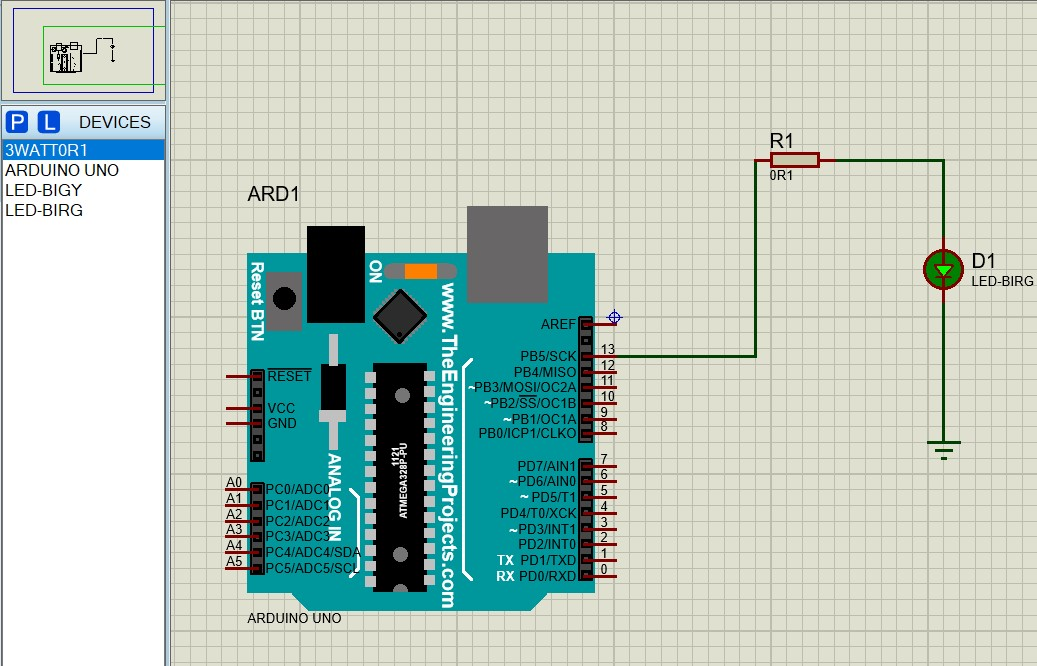 P L DEVICES
3WATT0R1
ARDUINO UNO
LED-BIGY
LED-BIRG
ARD1
R1
0R1
D1
LED-BIRG
Reset BTN
ON
www.TheEngineeringProjects.com
1121
ATMEGA328P-PU
ANALOG IN
RESET
VCC
GND
A0 PC0/ADC0
A1 PC1/ADC1
A2 PC2/ADC2
A3 PC3/ADC3
A4 PC4/ADC4/SDA
A5 PC5/ADC5/SCL
AREF
PB5/SCK 13
PB4/MISO 12
~PB3/MOSI/OC2A 11
~PB2/SS/OC1B 10
~PB1/OC1A 9
PB0/ICP1/CLKO 8
PD7/AIN1 7
~PD6/AIN0 6
~PD5/T1 5
PD4/T0/XCK 4
~PD3/INT1 3
PD2/INT0 2
TX PD1/TXD 1
RX PD0/RXD 0
ARDUINO UNO